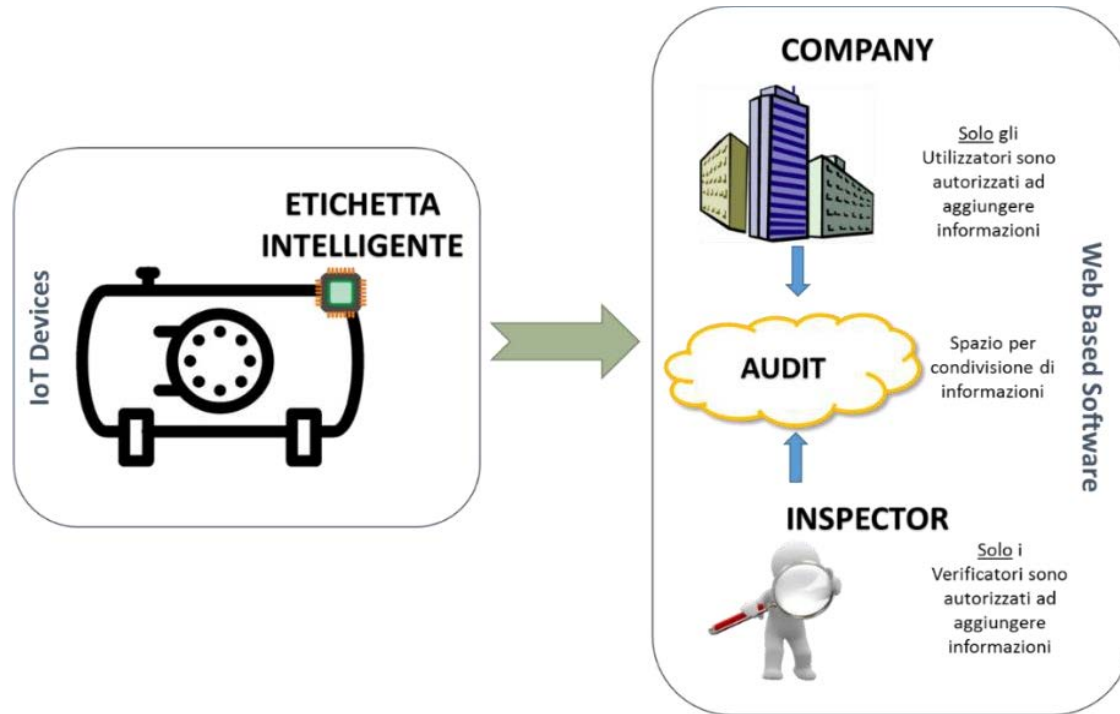 IoT Devices
ETICHETTA
INTELLIGENTE
COMPANY
Solo gli
Utilizzatori sono
autorizzati ad
aggiungere
informazioni
Web Based Software
AUDIT
Spazio per
condivisione di
informazioni
INSPECTOR
Solo i
Verificatori sono
autorizzati ad
aggiungere
informazioni